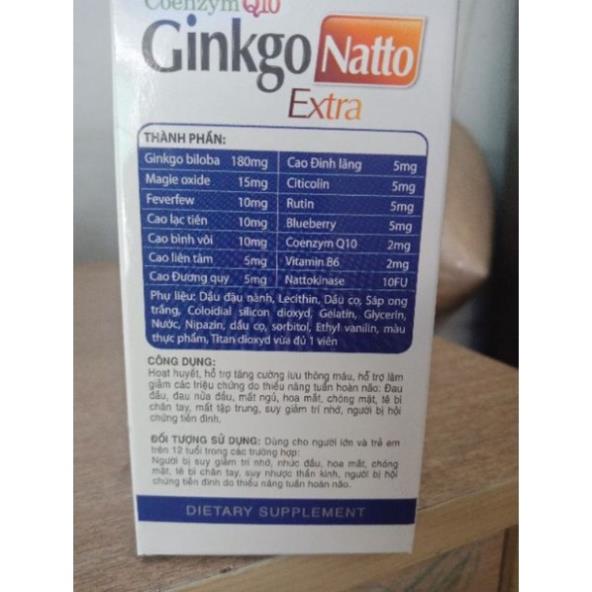 Coenzym Q10
Ginkgo Natto
Extra
THÀNH PHẦN:
Ginkgo biloba 180mg Cao Đinh lăng 5mg
Magie oxide 15mg Citicolin 5mg
Feverfew 10mg Rutin 5mg
Cao lạc tiên 10mg Blueberry 5mg
Cao bình vôi 10mg Coenzym Q10 2mg
Cao liên tâm 5mg Vitamin B6 2mg
Cao Đương quy 5mg Nattokinase 10FU
Phụ liệu: Dầu đậu nành, Lecithin, Dầu cọ, Sáp ong
trắng, Coloidial silicon dioxyd, Gelatin, Glycerin,
Nước, Nipazin, dầu cọ, sorbitol, Ethyl vanilin, màu
thực phẩm, Titan dioxyd vừa đủ 1 viên
CÔNG DỤNG:
Hoạt huyết, hỗ trợ tăng cường lưu thông máu, hỗ trợ làm
giảm các triệu chứng do thiểu năng tuần hoàn não: Đau
đầu, đau nửa đầu, mất ngủ, hoa mắt, chóng mặt, tê bì
chân tay, mất tập trung, suy giảm trí nhớ, người bị hội
chứng tiền đình.
ĐỐI TƯỢNG SỬ DỤNG: Dùng cho người lớn và trẻ em
trên 12 tuổi trong các trường hợp:
Người bị suy giảm trí nhớ, nhức đầu, hoa mắt, chóng
mặt, tê bì chân tay, suy nhược thần kinh, người bị hội
chứng tiền đình do thiểu năng tuần hoàn não.
DIETARY SUPPLEMENT